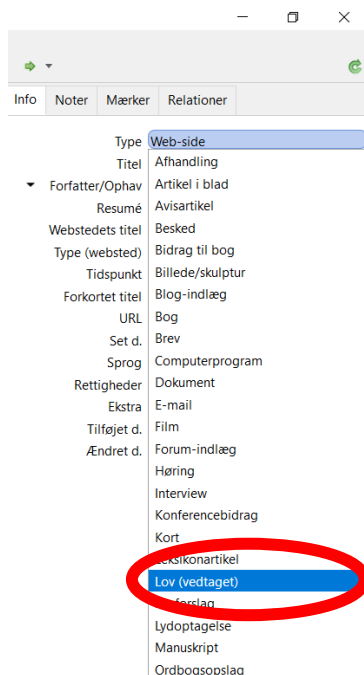 Info Noter Mærker Relationer
Type Web-side
Titel
Forfatter/Ophav
Resumé
Webstedets titel
Type (websted)
Tidspunkt
Forkortet titel
URL
Set d.
Sprog
Rettigheder
Ekstra
Tilføjet d.
Ændret d.
Afhandling
Artikel i blad
Avisartikel
Besked
Bidrag til bog
Billede/skulptur
Blog-indlæg
Bog
Brev
Computerprogram
Dokument
E-mail
Film
Forum-indlæg
Høring
Interview
Konferencebidrag
Kort
Leksikonartikel
Lov (vedtaget)
Lydoptagelse
Manuskript
Ordbogsopslag